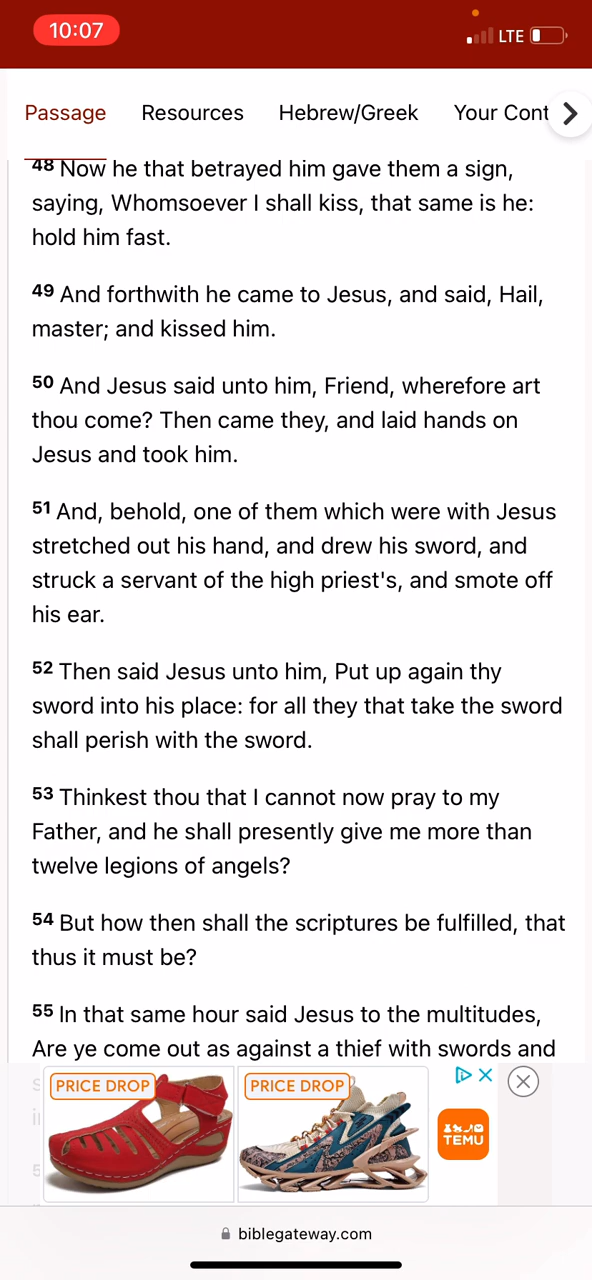 10:07
LTE
Passage Resources Hebrew/Greek Your Cont
48 Now he that betrayed him gave them a sign,
saying, Whomsoever I shall kiss, that same is he:
hold him fast.
49 And forthwith he came to Jesus, and said, Hail,
master; and kissed him.
50 And Jesus said unto him, Friend, wherefore art
thou come? Then came they, and laid hands on
Jesus and took him.
51 And, behold, one of them which were with Jesus
stretched out his hand, and drew his sword, and
struck a servant of the high priest's, and smote off
his ear.
52 Then said Jesus unto him, Put up again thy
sword into his place: for all they that take the sword
shall perish with the sword.
53 Thinkest thou that I cannot now pray to my
Father, and he shall presently give me more than
twelve legions of angels?
54 But how then shall the scriptures be fulfilled, that
thus it must be?
55 In that same hour said Jesus to the multitudes,
Are ye come out as against a thief with swords and
PRICE DROP
PRICE DROP
TEMU
biblegateway.com